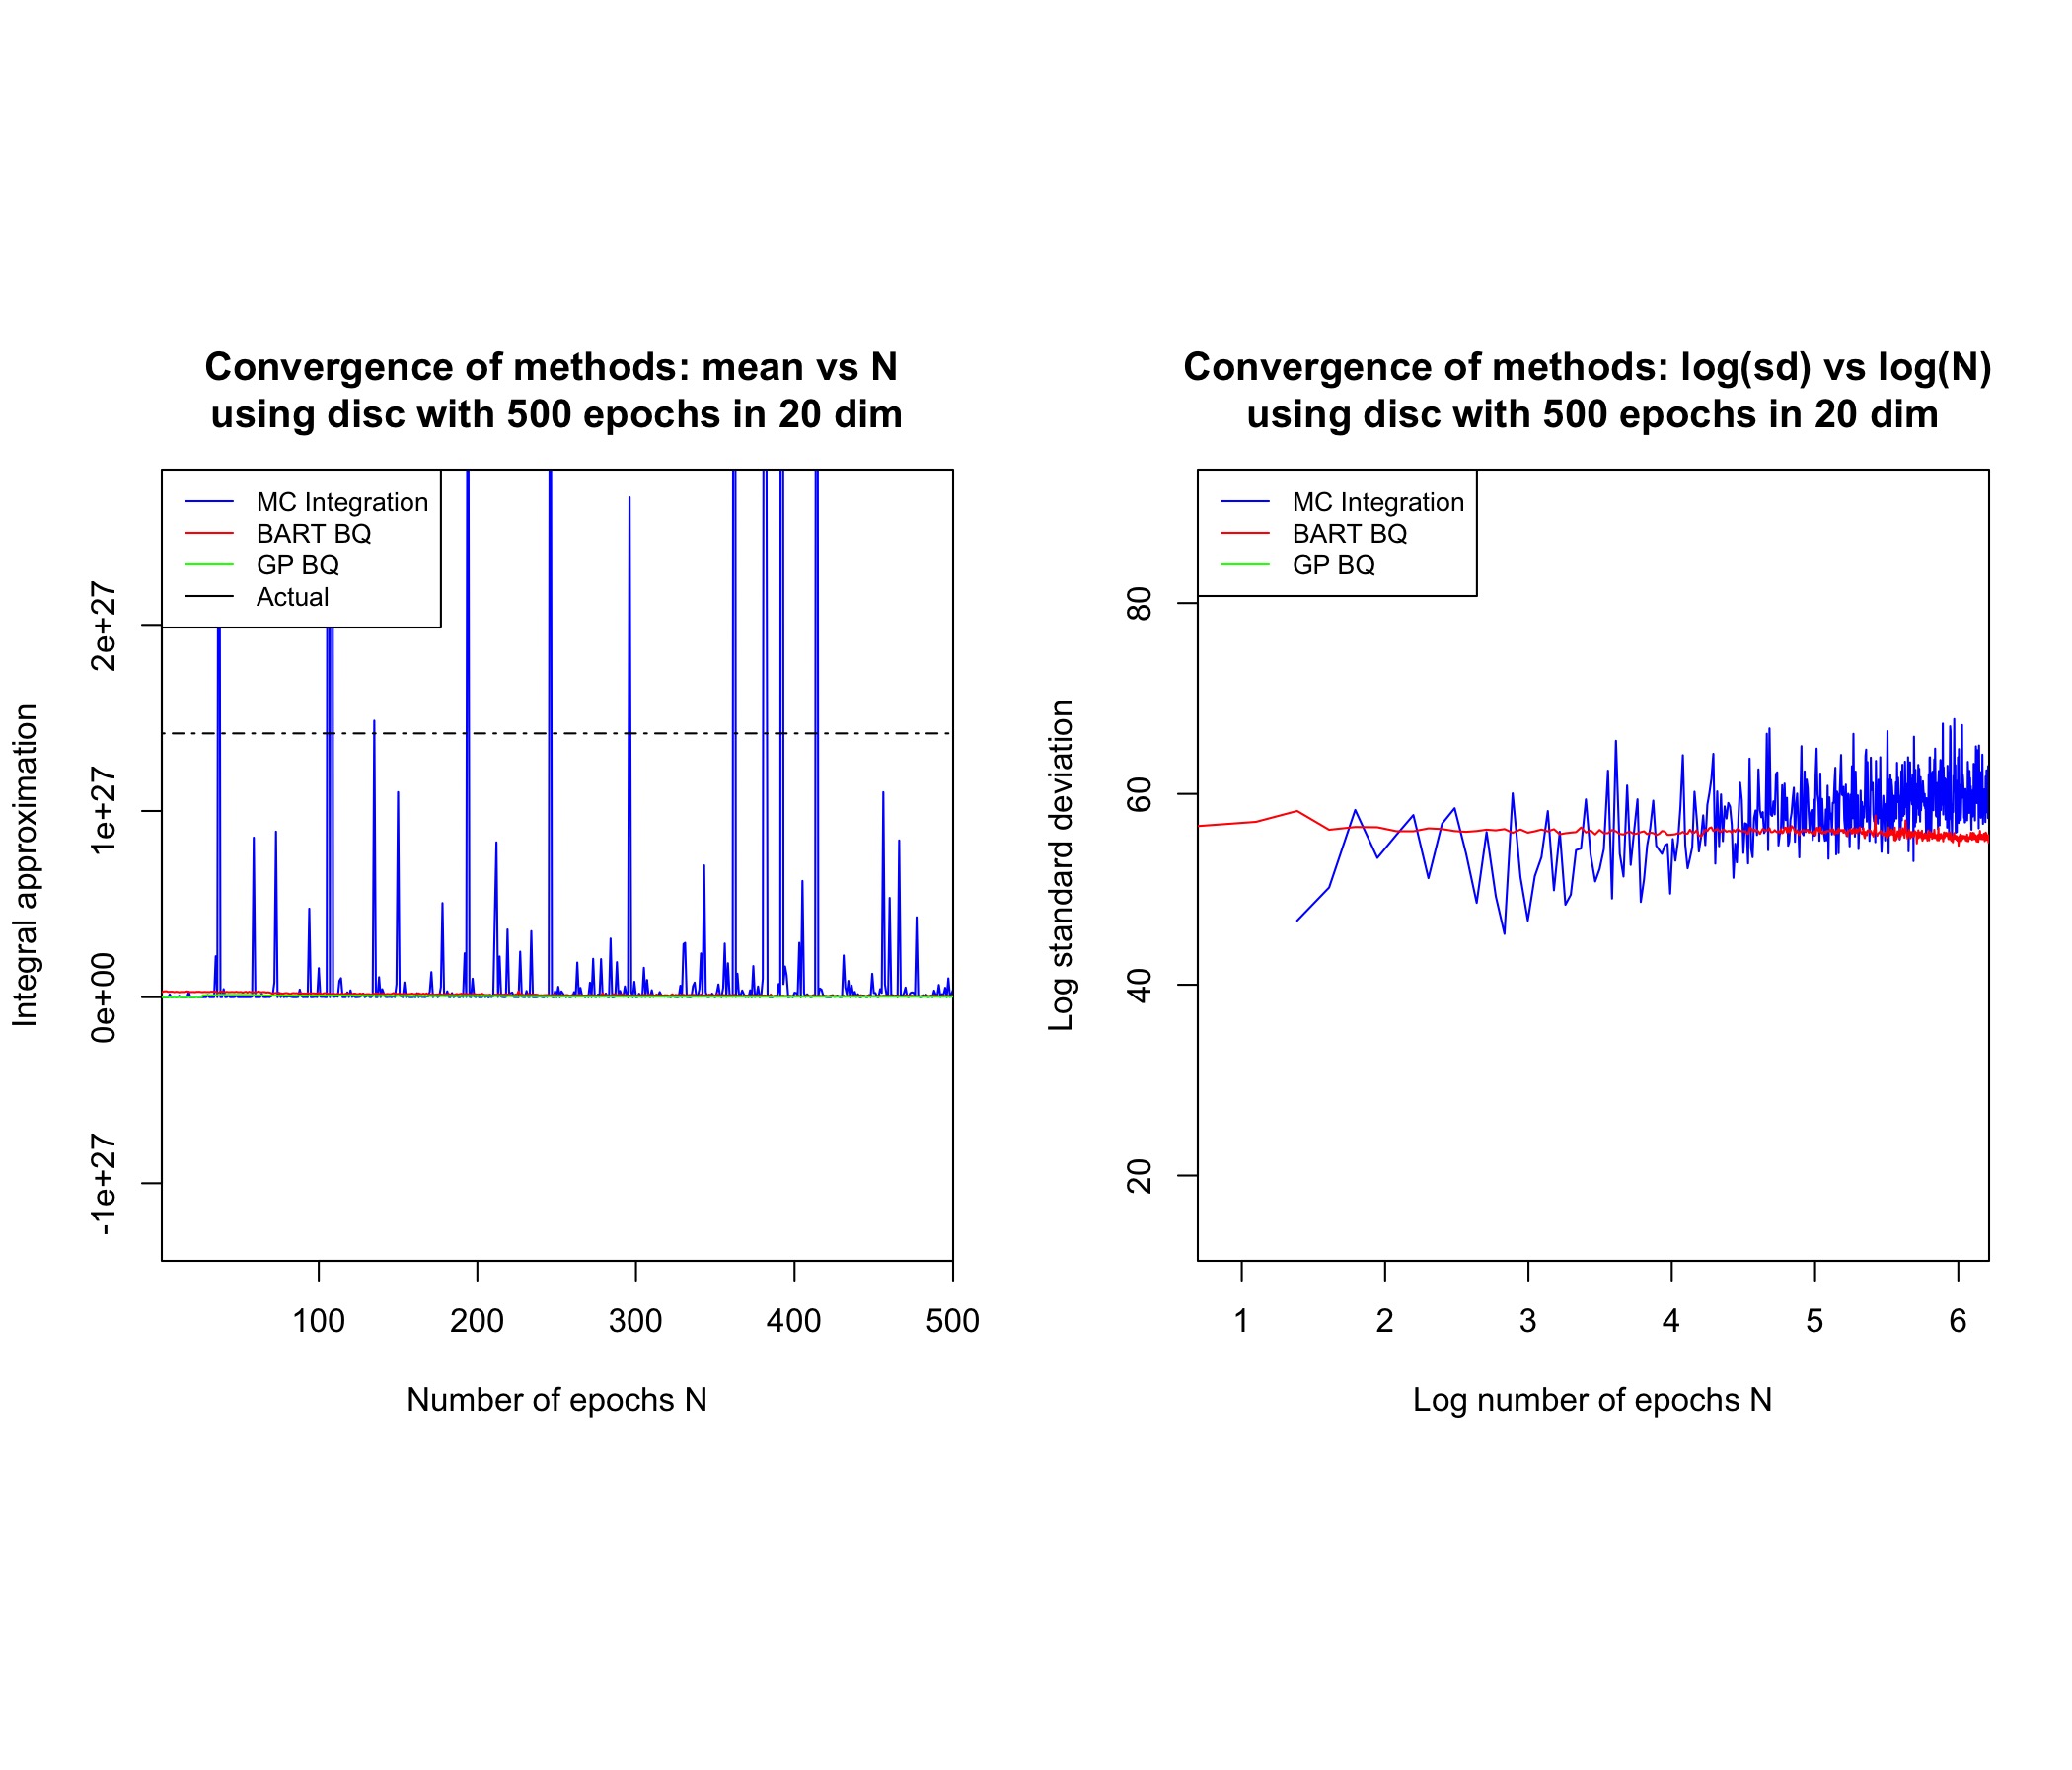 Convergence of methods: mean vs N
using disc with 500 epochs in 20 dim
MC Integration
BART BQ
GP BQ
Actual
Integral approximation
2e+27
1e+27
0e+00
-1e+27
100 200 300 400 500
Number of epochs N
Convergence of methods: log(sd) vs log(N)
using disc with 500 epochs in 20 dim
MC Integration
BART BQ
GP BQ
Log standard deviation
80
60
40
20
1 2 3 4 5 6
Log number of epochs N